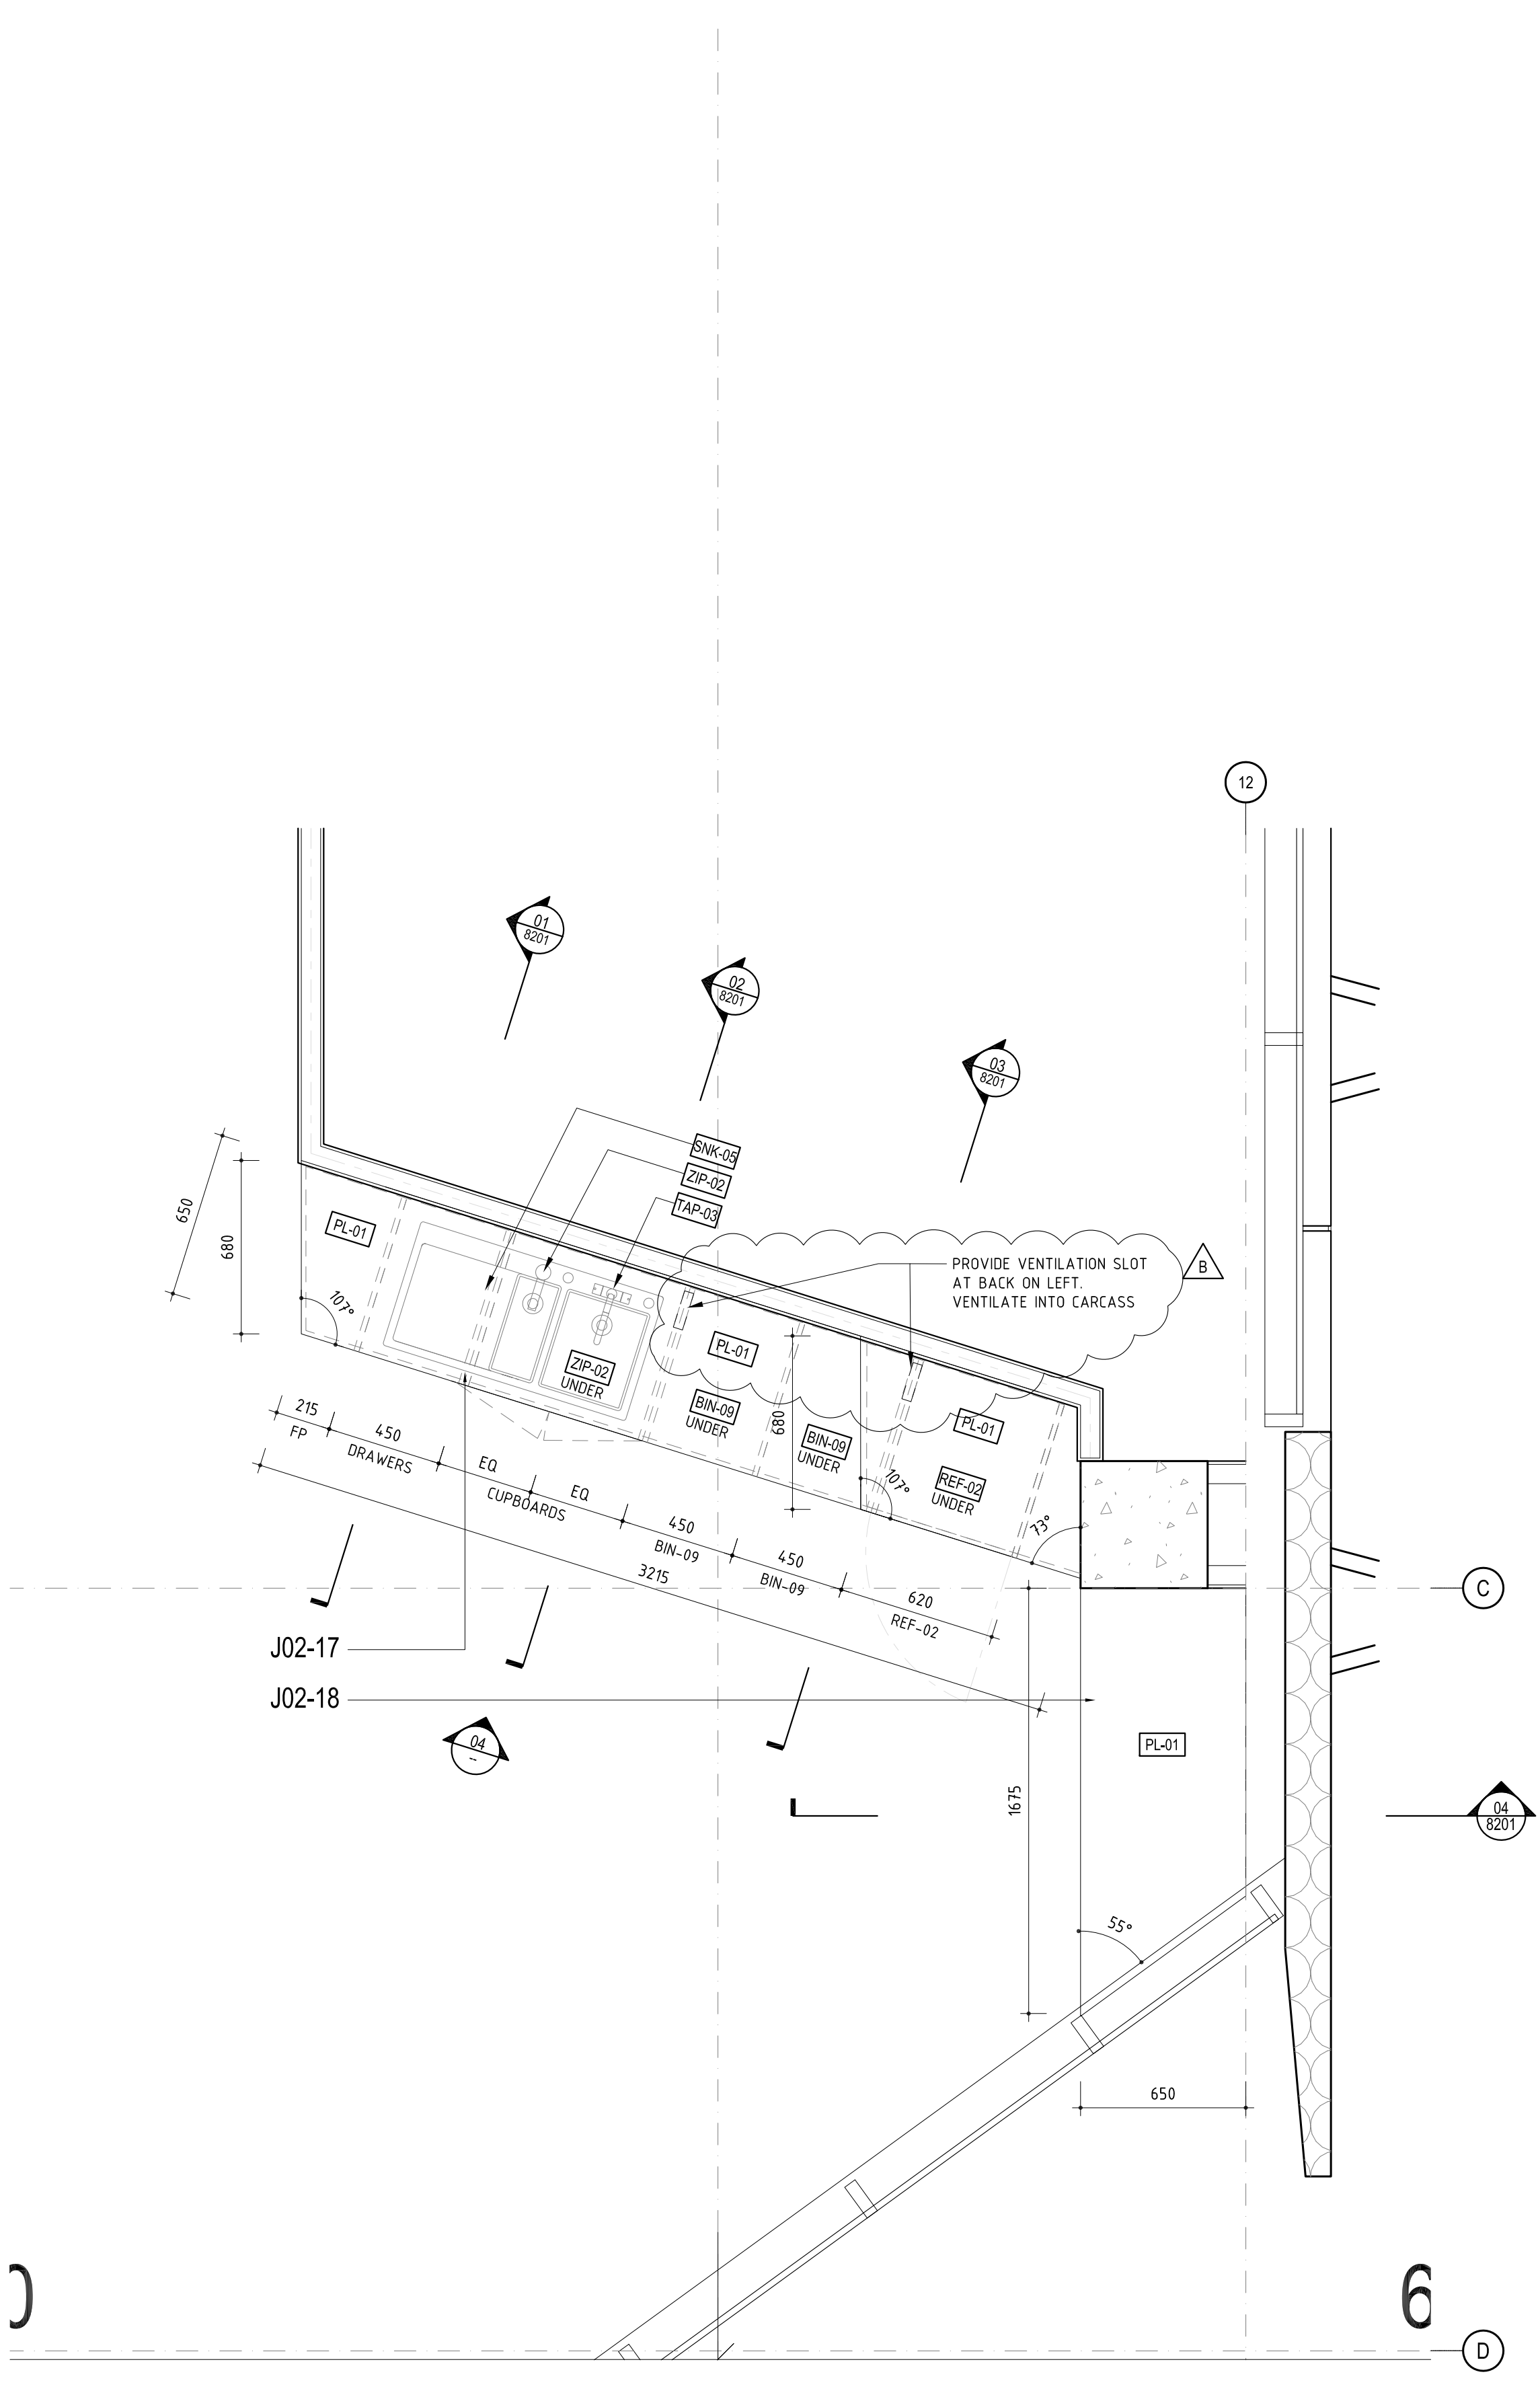 12
01
8201
02
8201
03
8201
SNK-05
ZIP-02
TAP-03
650
680
PL-01
107°
PROVIDE VENTILATION SLOT
AT BACK ON LEFT.
VENTILATE INTO CARCASS
B
PL-01
ZIP-02
UNDER
BIN-09
UNDER
680
BIN-09
UNDER
PL-01
REF-02
UNDER
107°
73°
215
FP
450
DRAWERS
EQ
CUPBOARDS
EQ
450
BIN-09
450
BIN-09
620
REF-02
3215
C
J02-17
J02-18
04
--
PL-01
1675
04
8201
55°
650
0
6
D